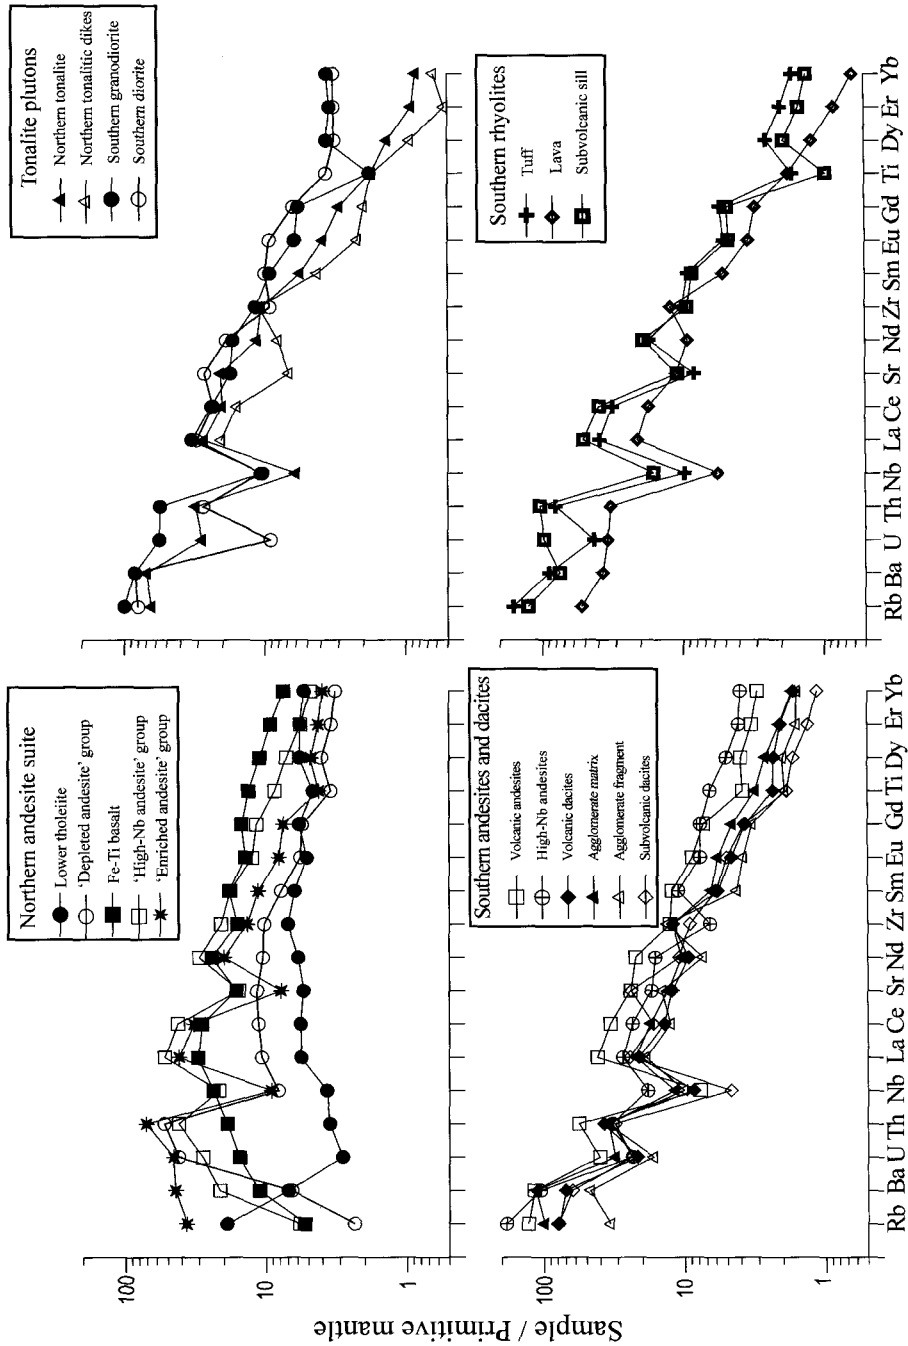 Northern andesite suite
Lower tholeiite
'Depleted andesite' group
Fe-Ti basalt
'High-Nb andesite' group
'Enriched andesite' group
Tonalite plutons
Northern tonalite
Northern tonalitic dikes
Southern granodiorite
Southern diorite
100
10
1
Southern andesites and dacites
Volcanic andesites
High-Nb andesites
Volcanic dacites
Agglomerate matrix
Agglomerate fragment
Subvolcanic dacites
Southern rhyolites
Tuff
Lava
Subvolcanic sill
100
10
1
Rb Ba U Th Nb La Ce Sr Nd Zr Sm Eu Gd Ti Dy Er Yb
Rb Ba U Th Nb La Ce Sr Nd Zr Sm Eu Gd Ti Dy Er Yb
Sample / Primitive mantle